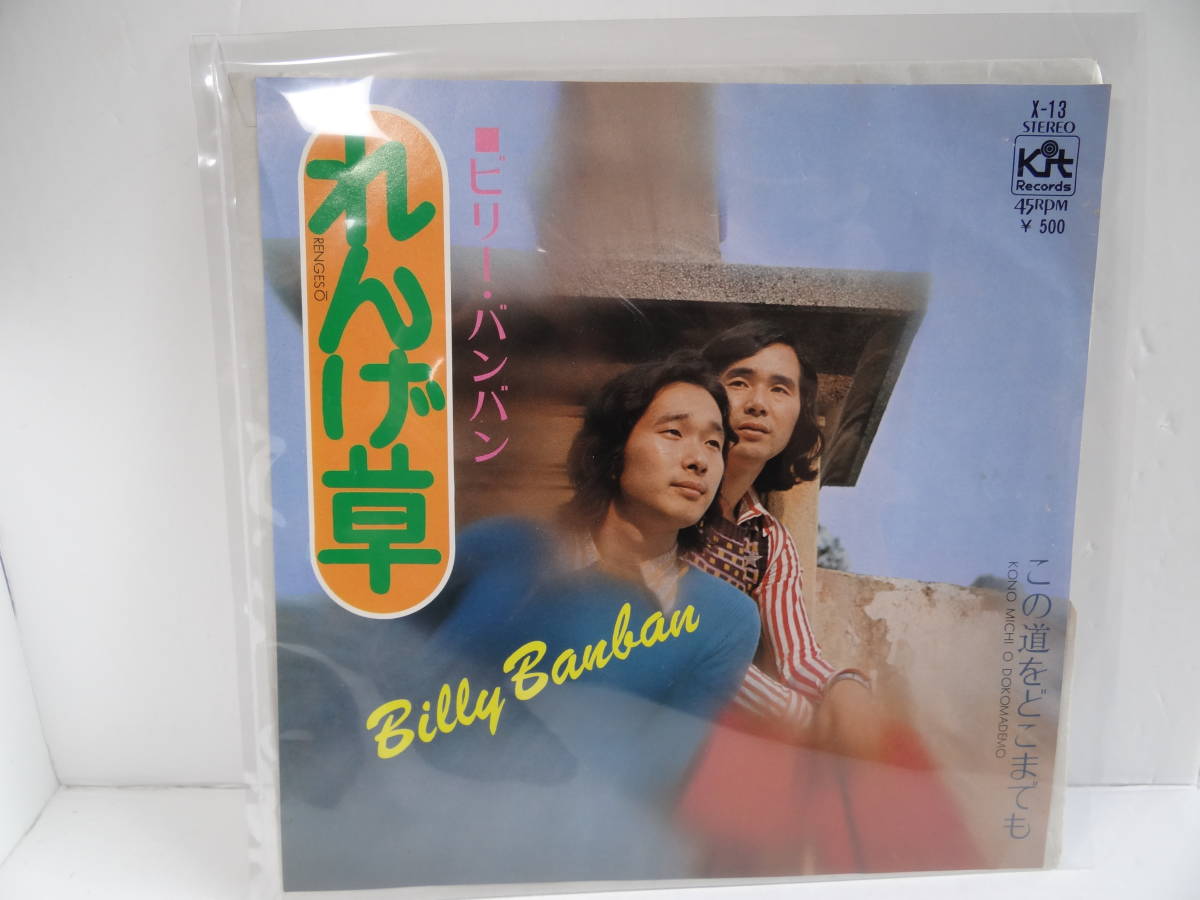 れんげ草
RENGESŌ
■ビリー・バンバン
X-13
STEREO
Kit
Records
45RPM
¥ 500
Billy Banban
この道をどこまでも
KONO MICHI O DOKOMADEMO